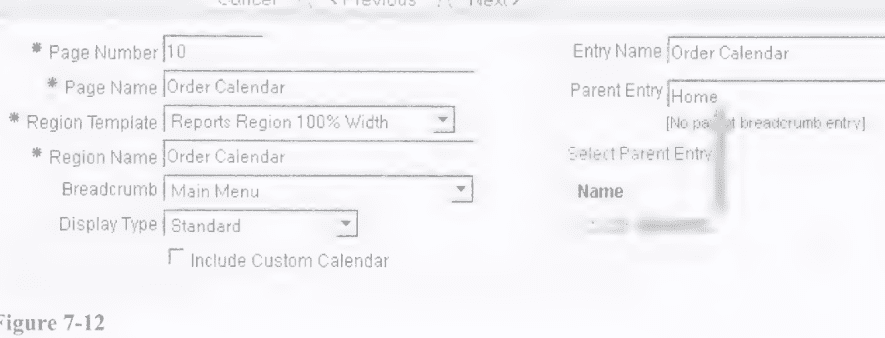 Cancel < Previous Next >
* Page Number 10
* Page Name Order Calendar
* Region Template Reports Region 100% Width
* Region Name Order Calendar
Breadcrumb Main Menu
Display Type Standard
Include Custom Calendar
Entry Name Order Calendar
Parent Entry Home
[No parent breadcrumb entry]
Select Parent Entry
Name
Figure 7-12